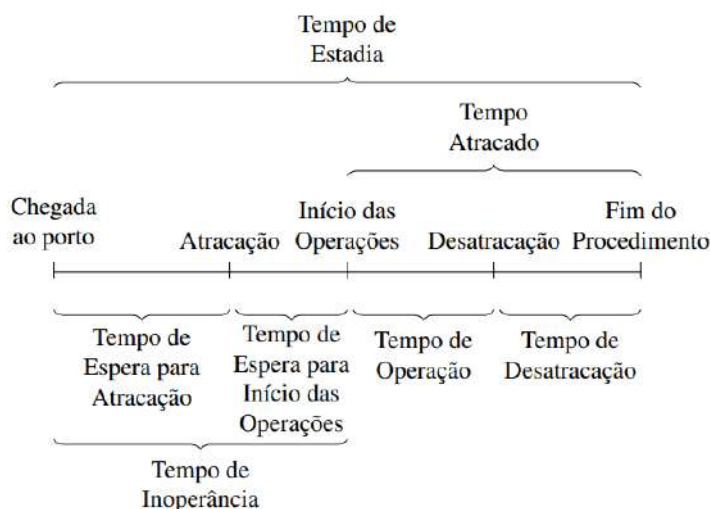 Tempo de
Estadia
Tempo
Atracado
Chegada
ao porto
Atracação
Início das
Operações
Desatracação
Fim do
Procedimento
Tempo de
Espera para
Atracação
Tempo de
Espera para
Início das
Operações
Tempo de
Operação
Tempo de
Desatracação
Tempo de
Inoperância